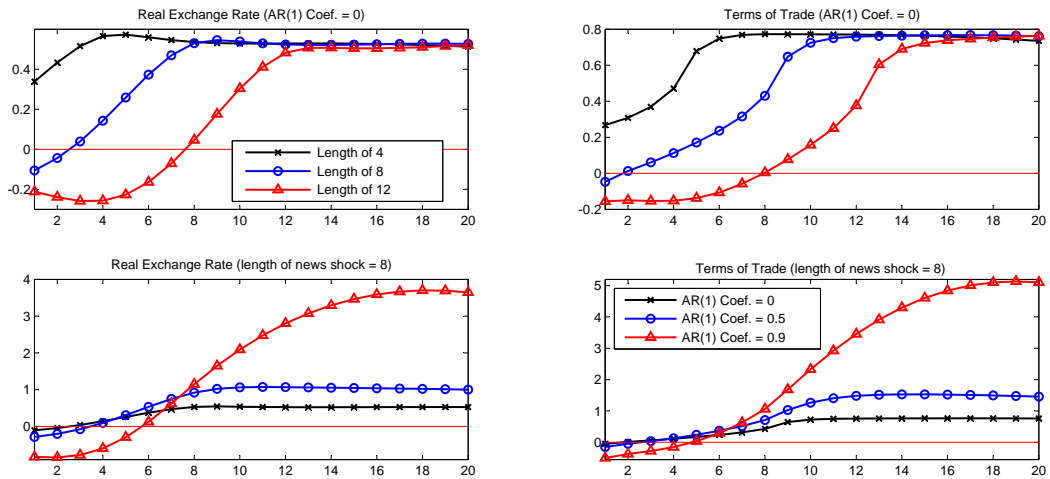 Real Exchange Rate (AR(1) Coef. = 0)
0.4
0.2
0
-0.2
2 4 6 8 10 12 14 16 18 20
Length of 4
Length of 8
Length of 12
Terms of Trade (AR(1) Coef. = 0)
0.8
0.6
0.4
0.2
0
-0.2
2 4 6 8 10 12 14 16 18 20
Real Exchange Rate (length of news shock = 8)
4
3
2
1
0
2 4 6 8 10 12 14 16 18 20
Terms of Trade (length of news shock = 8)
5
4
3
2
1
0
2 4 6 8 10 12 14 16 18 20
AR(1) Coef. = 0
AR(1) Coef. = 0.5
AR(1) Coef. = 0.9